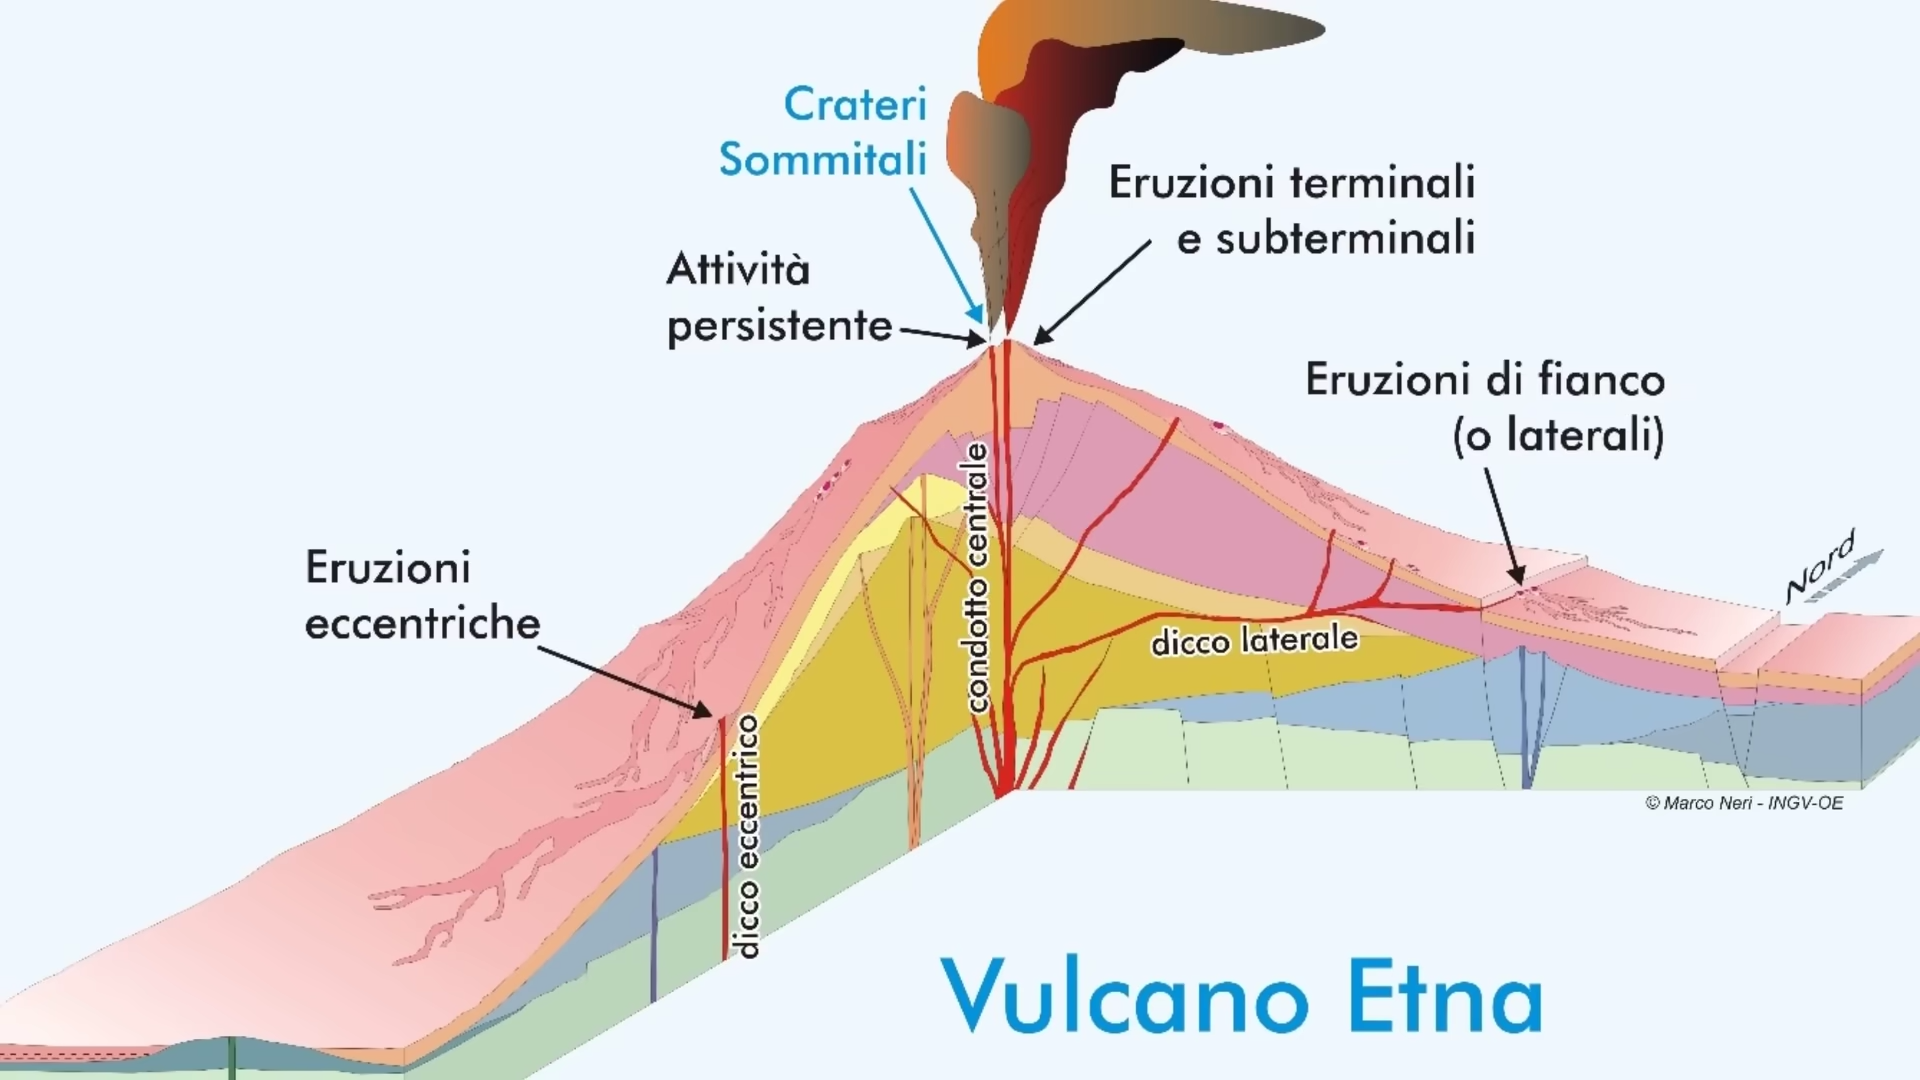 Crateri
Sommitali
Eruzioni terminali
e subterminali
Attività
persistente
Eruzioni di fianco
(o laterali)
Nord
Eruzioni
eccentriche
condotto centrale
dicco laterale
dicco eccentrico
© Marco Neri - INGV-OE
Vulcano Etna